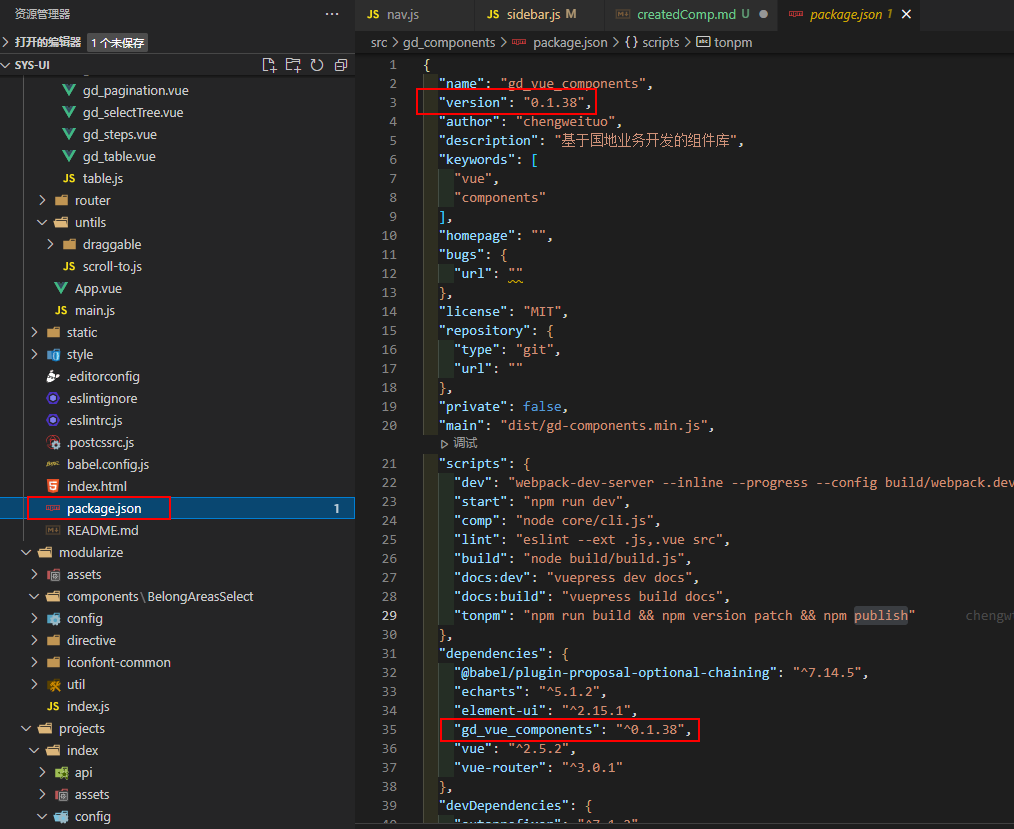 资源管理器 ···
打开的编辑器 1 个未保存
SYS-UI
gd_pagination.vue
gd_selectTree.vue
gd_steps.vue
gd_table.vue
JS table.js
router
untils
draggable
JS scroll-to.js
App.vue
JS main.js
static
style
.editorconfig
.eslintignore
.eslintrc.js
.postcssrc.js
babel.config.js
index.html
package.json 1
README.md
modularize
assets
components\BelongAreasSelect
config
directive
iconfont-common
util
JS index.js
projects
index
api
assets
config
JS nav.js
JS sidebar.js M
createdComp.md U
package.json 1
src > gd_components > package.json > {} scripts > tonpm
1 {
2 "name": "gd_vue_components",
3 "version": "0.1.38",
4 "author": "chengweituo",
5 "description": "基于国地业务开发的组件库",
6 "keywords": [
7 "vue",
8 "components"
9 ],
10 "homepage": "",
11 "bugs": {
12 "url": ""
13 },
14 "license": "MIT",
15 "repository": {
16 "type": "git",
17 "url": ""
18 },
19 "private": false,
20 "main": "dist/gd-components.min.js",
调试
21 "scripts": {
22 "dev": "webpack-dev-server --inline --progress --config build/webpack.dev
23 "start": "npm run dev",
24 "comp": "node core/cli.js",
25 "lint": "eslint --ext .js,.vue src",
26 "build": "node build/build.js",
27 "docs:dev": "vuepress dev docs",
28 "docs:build": "vuepress build docs",
29 "tonpm": "npm run build && npm version patch && npm publish" chengw
30 },
31 "dependencies": {
32 "@babel/plugin-proposal-optional-chaining": "^7.14.5",
33 "echarts": "^5.1.2",
34 "element-ui": "^2.15.1",
35 "gd_vue_components": "^0.1.38",
36 "vue": "^2.5.2",
37 "vue-router": "^3.0.1"
38 },
39 "devDependencies": {